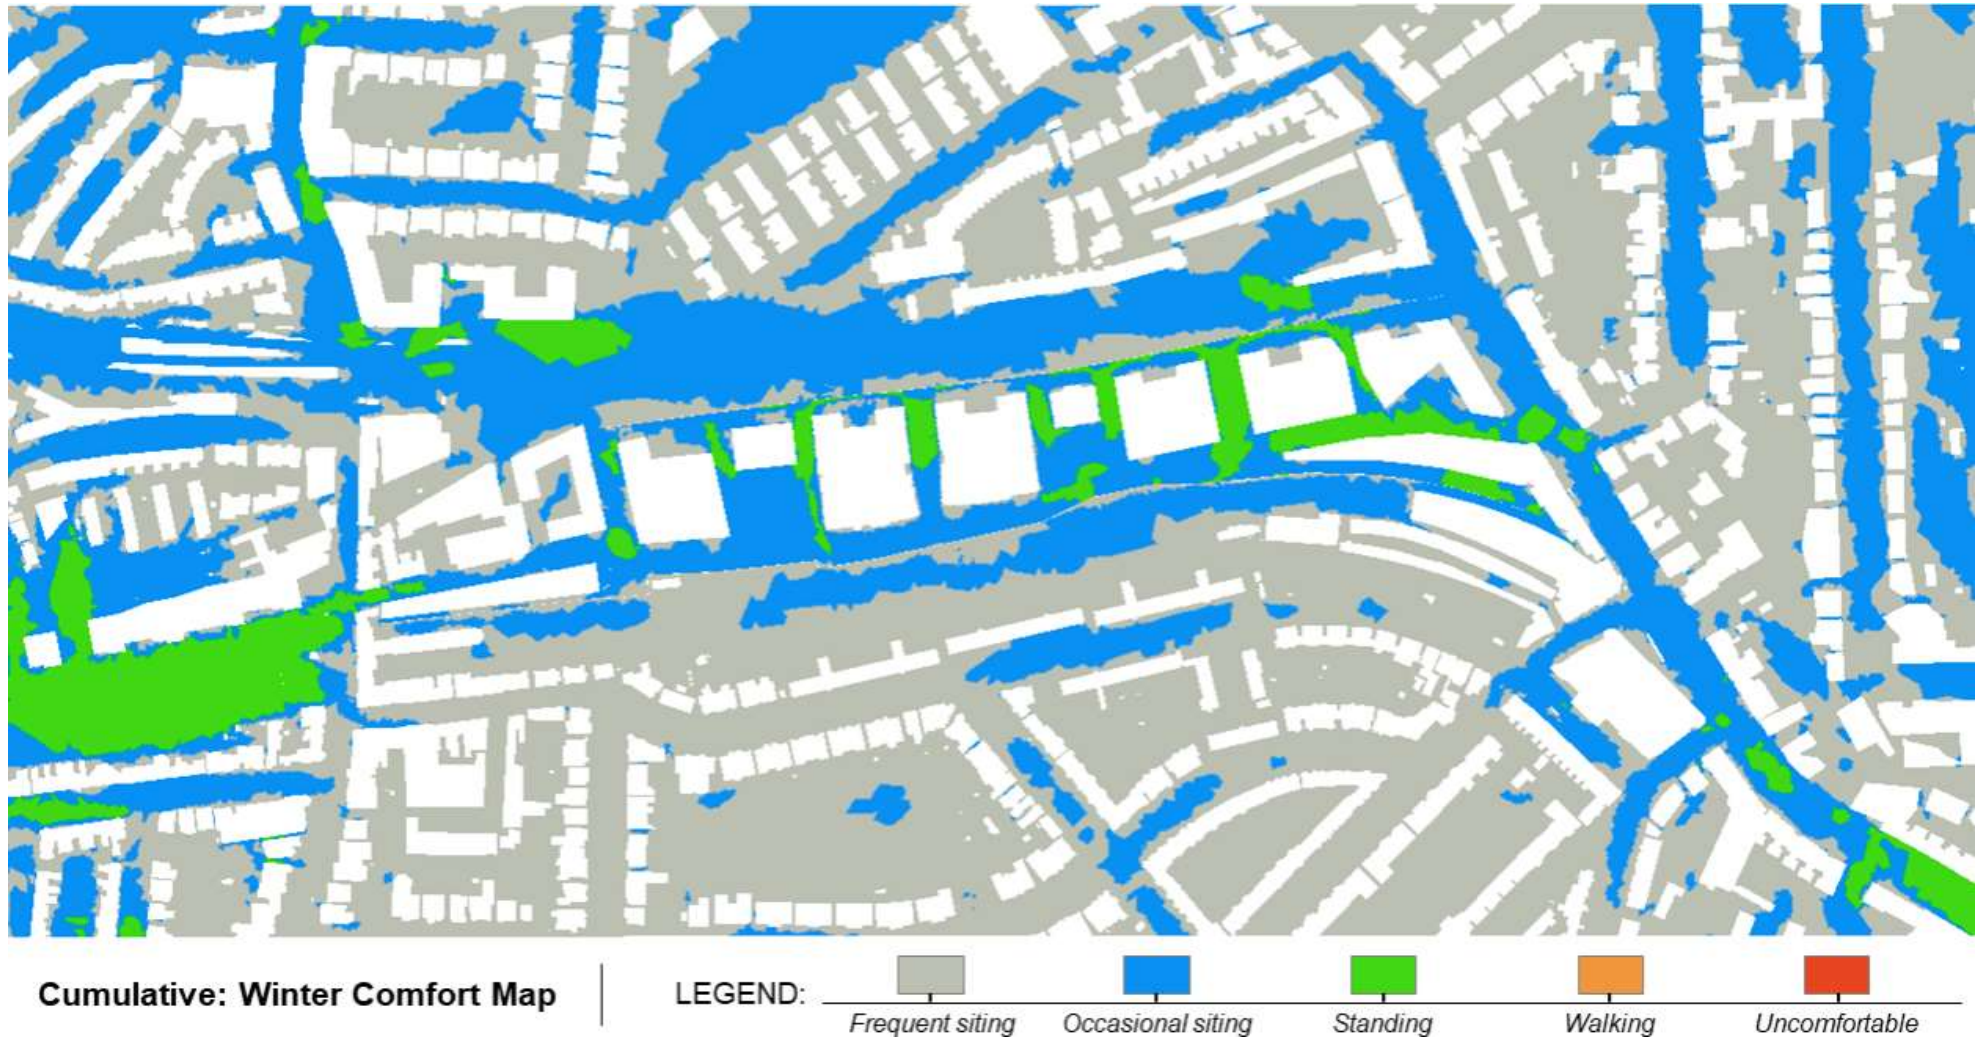 Cumulative: Winter Comfort Map
LEGEND:
Frequent siting
Occasional siting
Standing
Walking
Uncomfortable